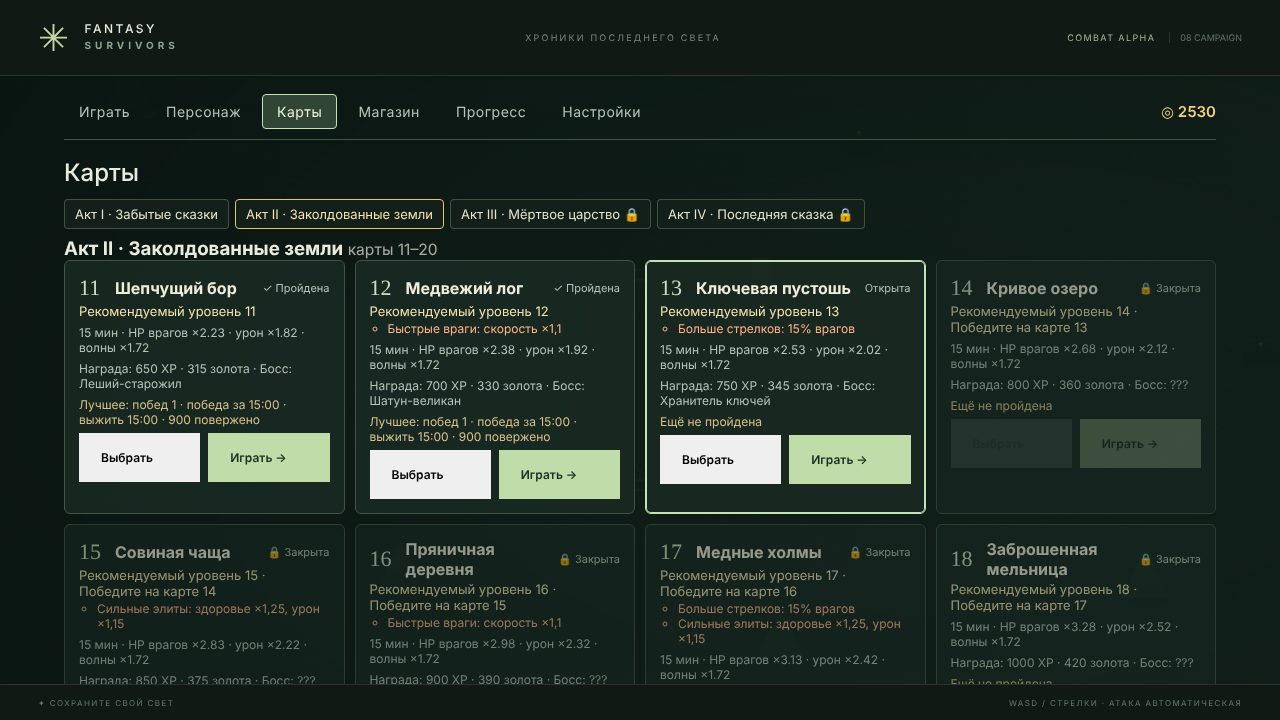 FANTASY
SURVIVORS
ХРОНИКИ ПОСЛЕДНЕГО СВЕТА
COMBAT ALPHA
08 CAMPAIGN
Играть
Персонаж
Карты
Магазин
Прогресс
Настройки
◎ 2530
Карты
Акт I · Забытые сказки
Акт II · Заколдованные земли
Акт III · Мёртвое царство 🔒
Акт IV · Последняя сказка 🔒
Акт II · Заколдованные земли карты 11–20
11 Шепчущий бор ✓ Пройдена
Рекомендуемый уровень 11
15 мин · HP врагов ×2.23 · урон ×1.82 ·
волны ×1.72
Награда: 650 XP · 315 золота · Босс:
Леший-старожил
Лучшее: побед 1 · победа за 15:00 ·
выжить 15:00 · 900 повержено
Выбрать
Играть →
12 Медвежий лог ✓ Пройдена
Рекомендуемый уровень 12
Быстрые враги: скорость ×1,1
15 мин · HP врагов ×2.38 · урон ×1.92 ·
волны ×1.72
Награда: 700 XP · 330 золота · Босс:
Шатун-великан
Лучшее: побед 1 · победа за 15:00 ·
выжить 15:00 · 900 повержено
Выбрать
Играть →
13 Ключевая пустошь Открыта
Рекомендуемый уровень 13
Больше стрелков: 15% врагов
15 мин · HP врагов ×2.53 · урон ×2.02 ·
волны ×1.72
Награда: 750 XP · 345 золота · Босс:
Хранитель ключей
Ещё не пройдена
Выбрать
Играть →
14 Кривое озеро 🔒 Закрыта
Рекомендуемый уровень 14 ·
Победите на карте 13
15 мин · HP врагов ×2.68 · урон ×2.12 ·
волны ×1.72
Награда: 800 XP · 360 золота · Босс: ???
Ещё не пройдена
Выбрать
Играть →
15 Совиная чаща 🔒 Закрыта
Рекомендуемый уровень 15 ·
Победите на карте 14
Сильные элиты: здоровье ×1,25, урон
×1,15
15 мин · HP врагов ×2.83 · урон ×2.22 ·
волны ×1.72
Награда: 850 XP · 375 золота · Босс: ???
16 Пряничная
деревня 🔒 Закрыта
Рекомендуемый уровень 16 ·
Победите на карте 15
Быстрые враги: скорость ×1,1
15 мин · HP врагов ×2.98 · урон ×2.32 ·
волны ×1.72
Награда: 900 XP · 390 золота · Босс: ???
17 Медные холмы 🔒 Закрыта
Рекомендуемый уровень 17 ·
Победите на карте 16
Больше стрелков: 15% врагов
Сильные элиты: здоровье ×1,25, урон
×1,15
15 мин · HP врагов ×3.13 · урон ×2.42 ·
волны ×1.72
18 Заброшенная
мельница 🔒 Закрыта
Рекомендуемый уровень 18 ·
Победите на карте 17
15 мин · HP врагов ×3.28 · урон ×2.52 ·
волны ×1.72
Награда: 1000 XP · 420 золота · Босс: ???
Ещё не пройдена
✦ СОХРАНИТЕ СВОЙ СВЕТ
WASD / СТРЕЛКИ · АТАКА АВТОМАТИЧЕСКАЯ